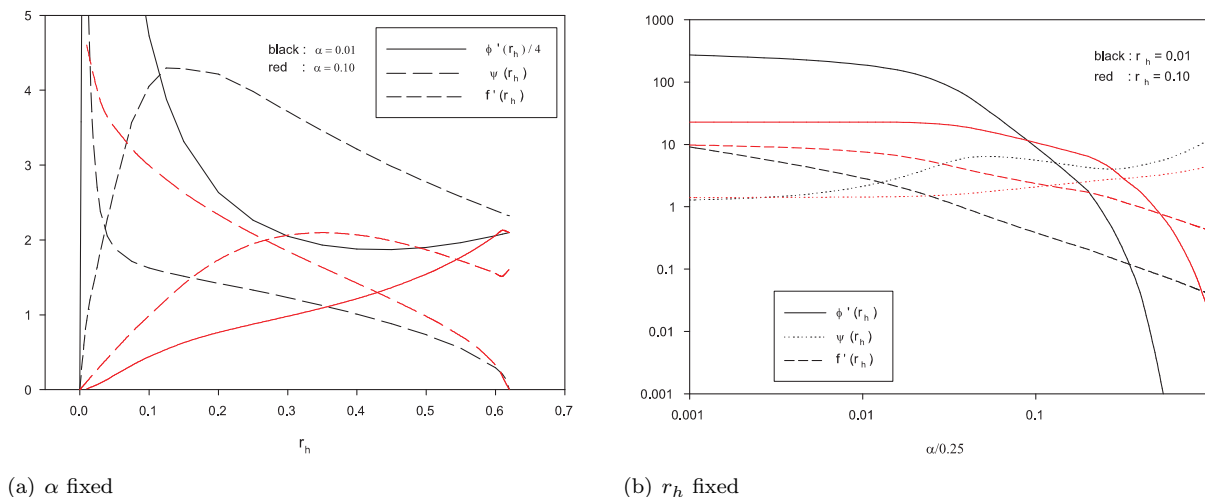 5
4
3
2
1
0
0.0 0.1 0.2 0.3 0.4 0.5 0.6 0.7
r_h
black : α = 0.01
red : α = 0.10
ϕ '(r_h) / 4
ψ (r_h)
f '(r_h)
(a) α fixed
1000
100
10
1
0.1
0.01
0.001
0.001 0.01 0.1
α/0.25
black : r_h = 0.01
red : r_h = 0.10
ϕ '(r_h)
ψ (r_h)
f '(r_h)
(b) r_h fixed